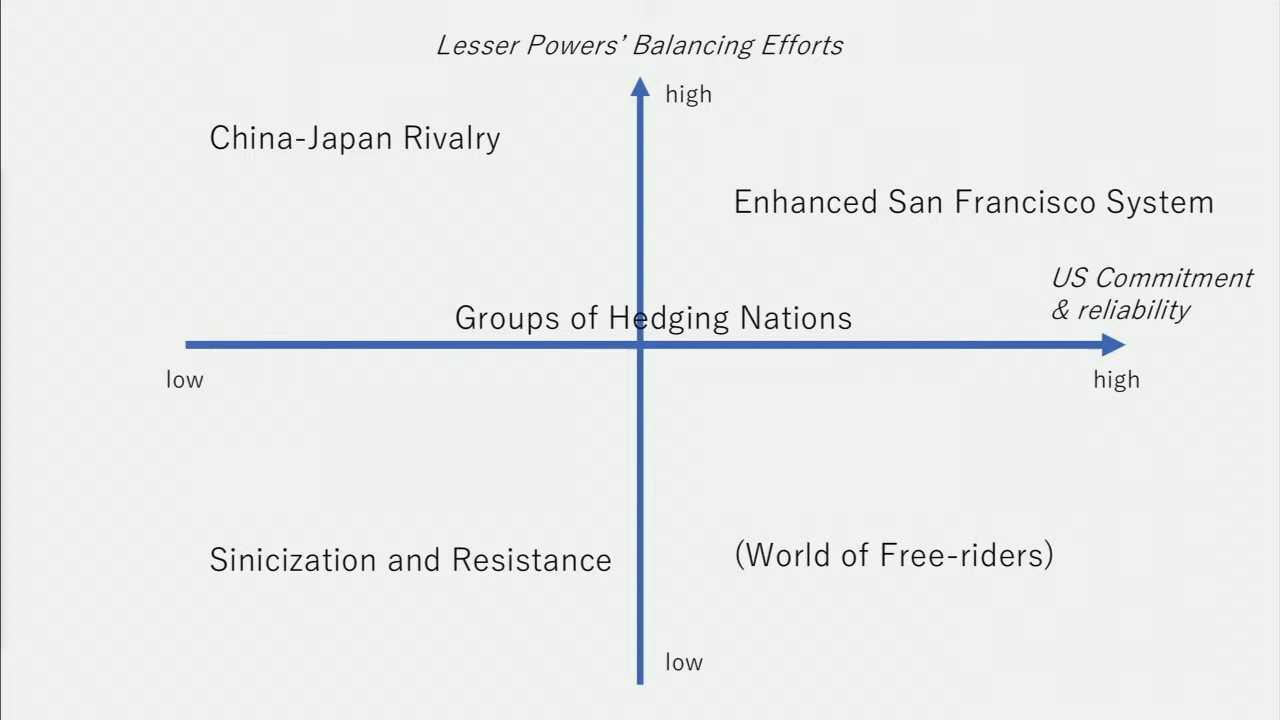 Lesser Powers’ Balancing Efforts
high
China-Japan Rivalry
Enhanced San Francisco System
US Commitment
& reliability
Groups of Hedging Nations
low
high
Sinicization and Resistance
(World of Free-riders)
low